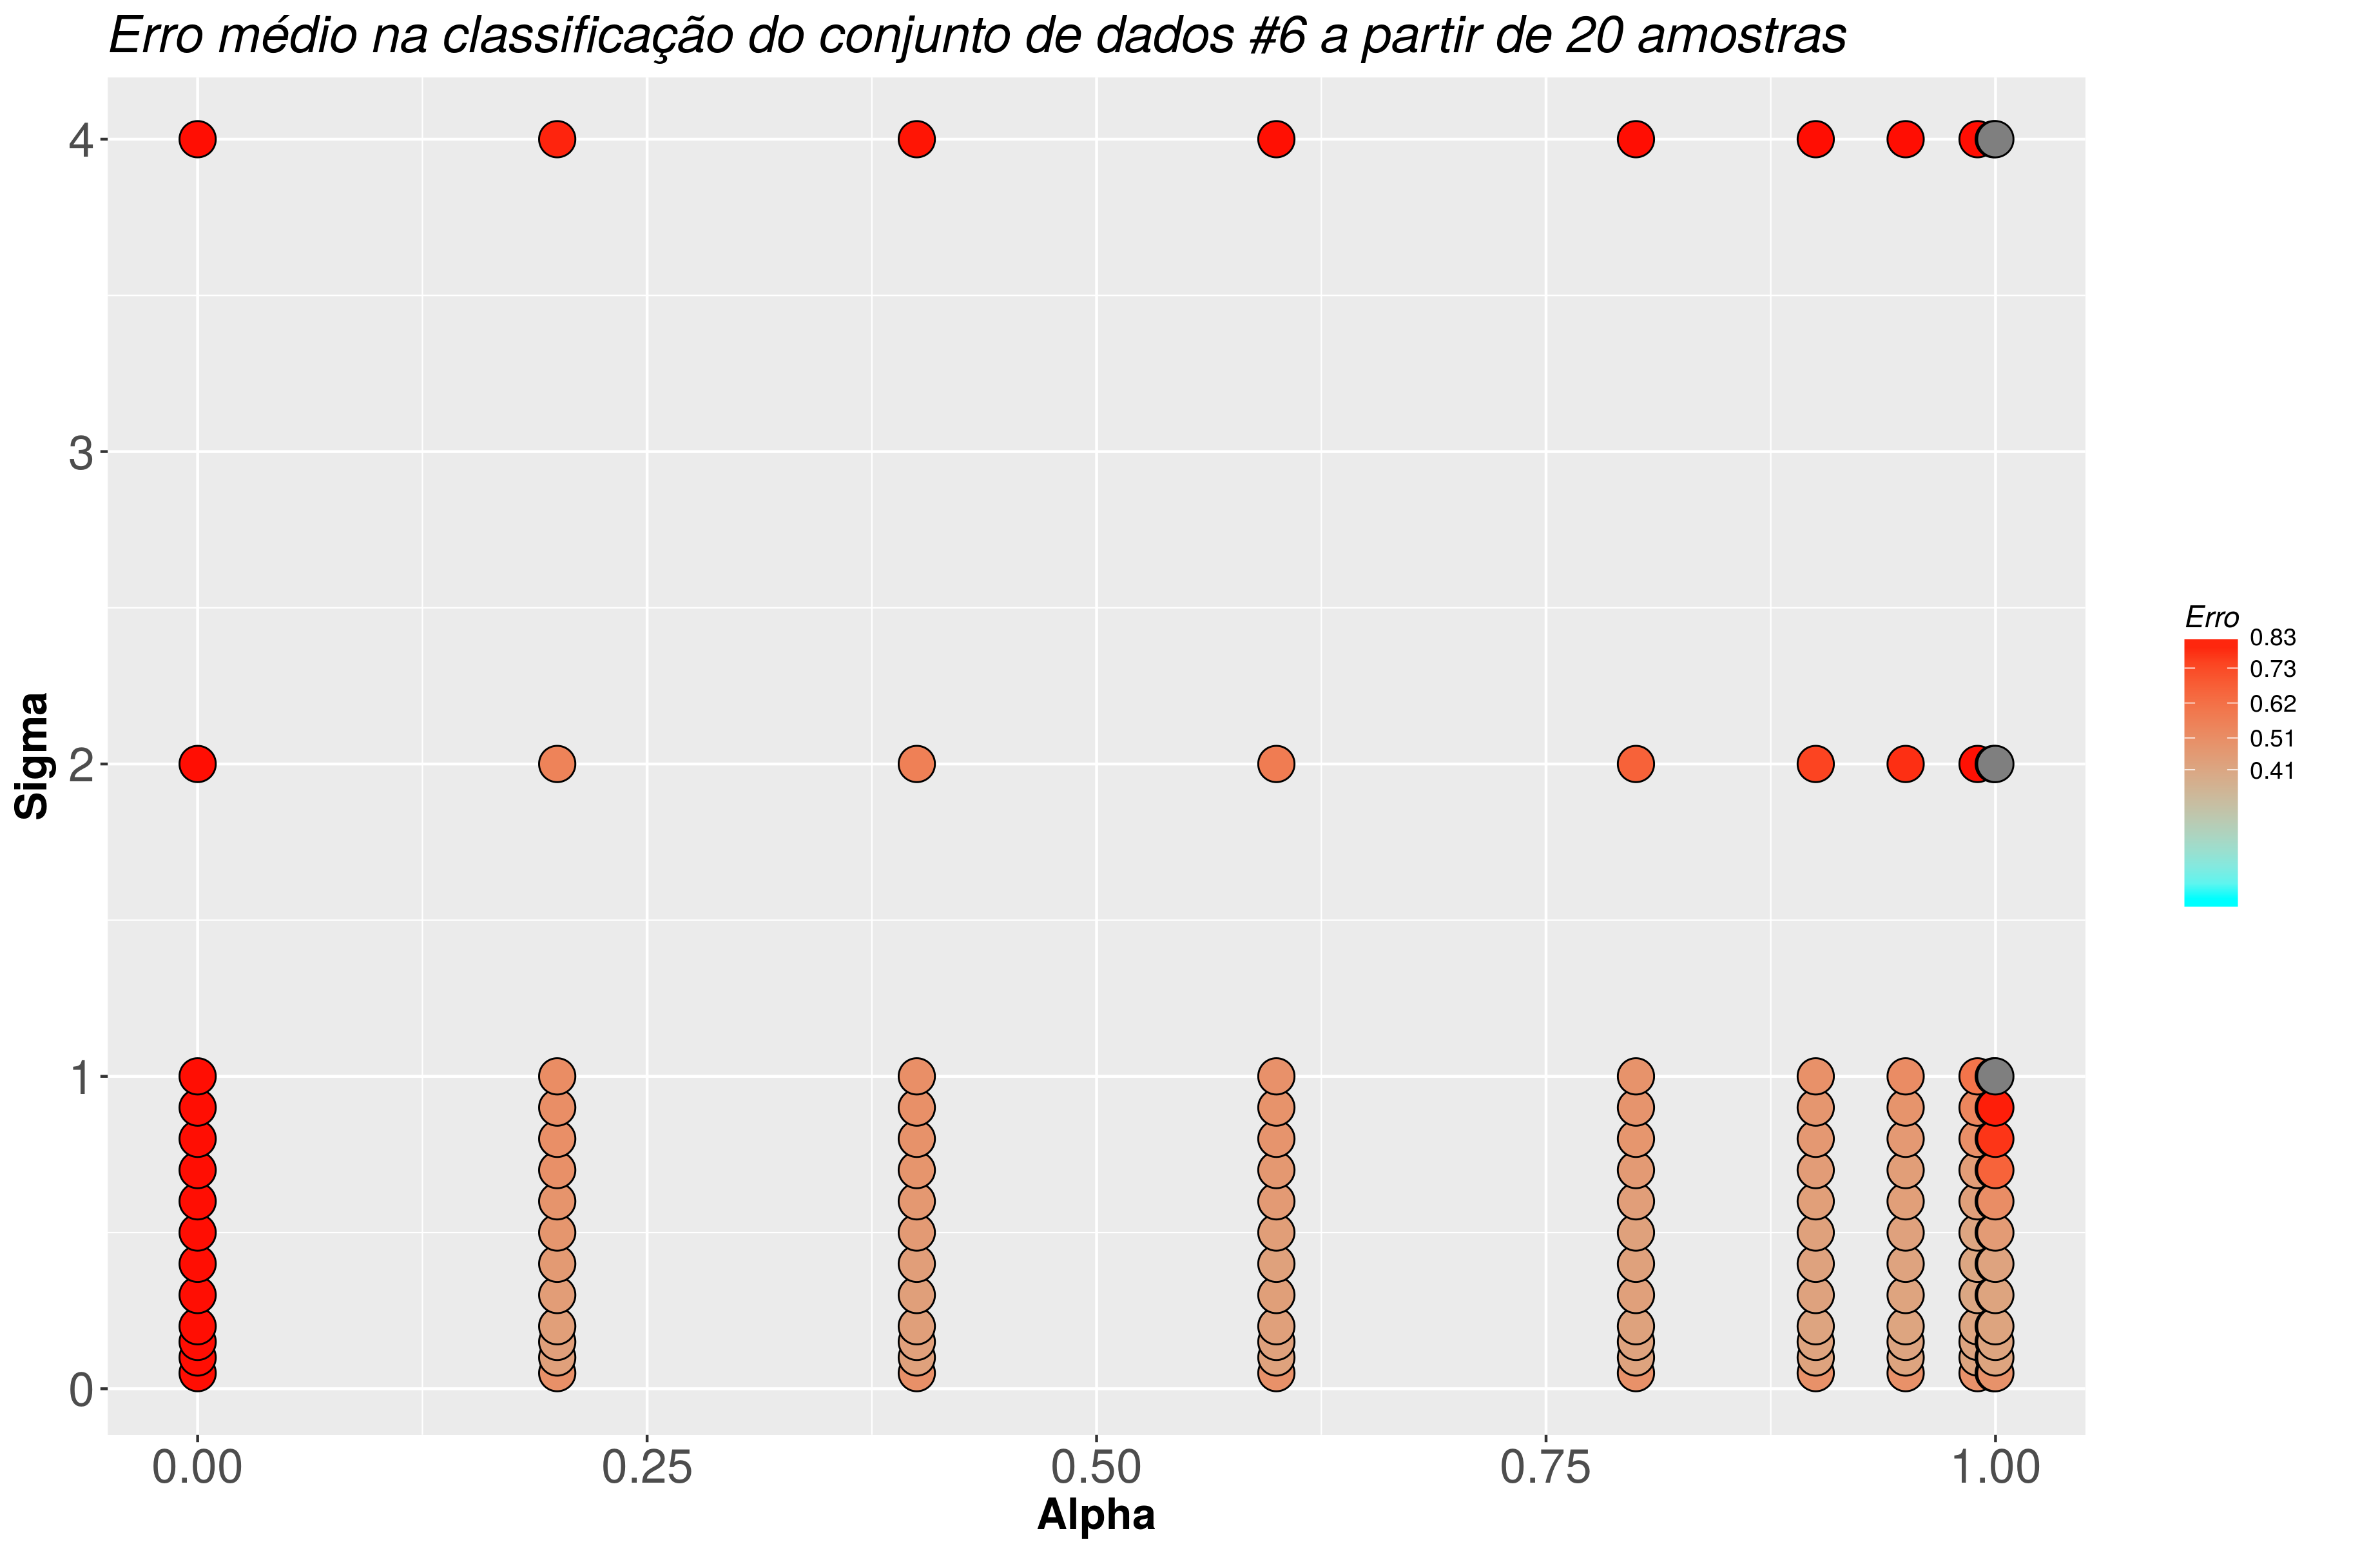 Erro médio na classificação do conjunto de dados #6 a partir de 20 amostras
4
3
2
1
0
Sigma
0.00 0.25 0.50 0.75 1.00
Alpha
Erro
0.83
0.73
0.62
0.51
0.41